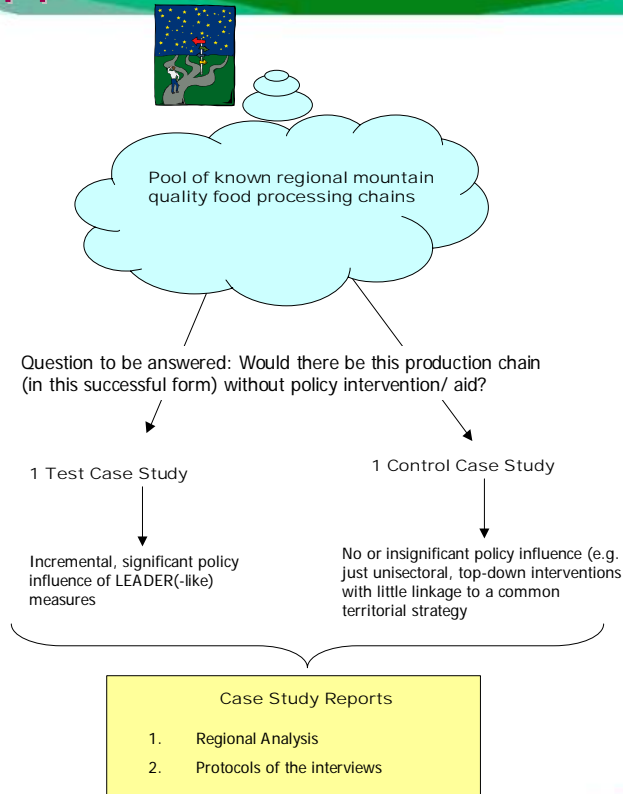 Pool of known regional mountain
quality food processing chains
Question to be answered: Would there be this production chain
(in this successful form) without policy intervention/ aid?
1 Test Case Study
1 Control Case Study
Incremental, significant policy
influence of LEADER(-like)
measures
No or insignificant policy influence (e.g.
just unisectoral, top-down interventions
with little linkage to a common
territorial strategy
Case Study Reports
1. Regional Analysis
2. Protocols of the interviews